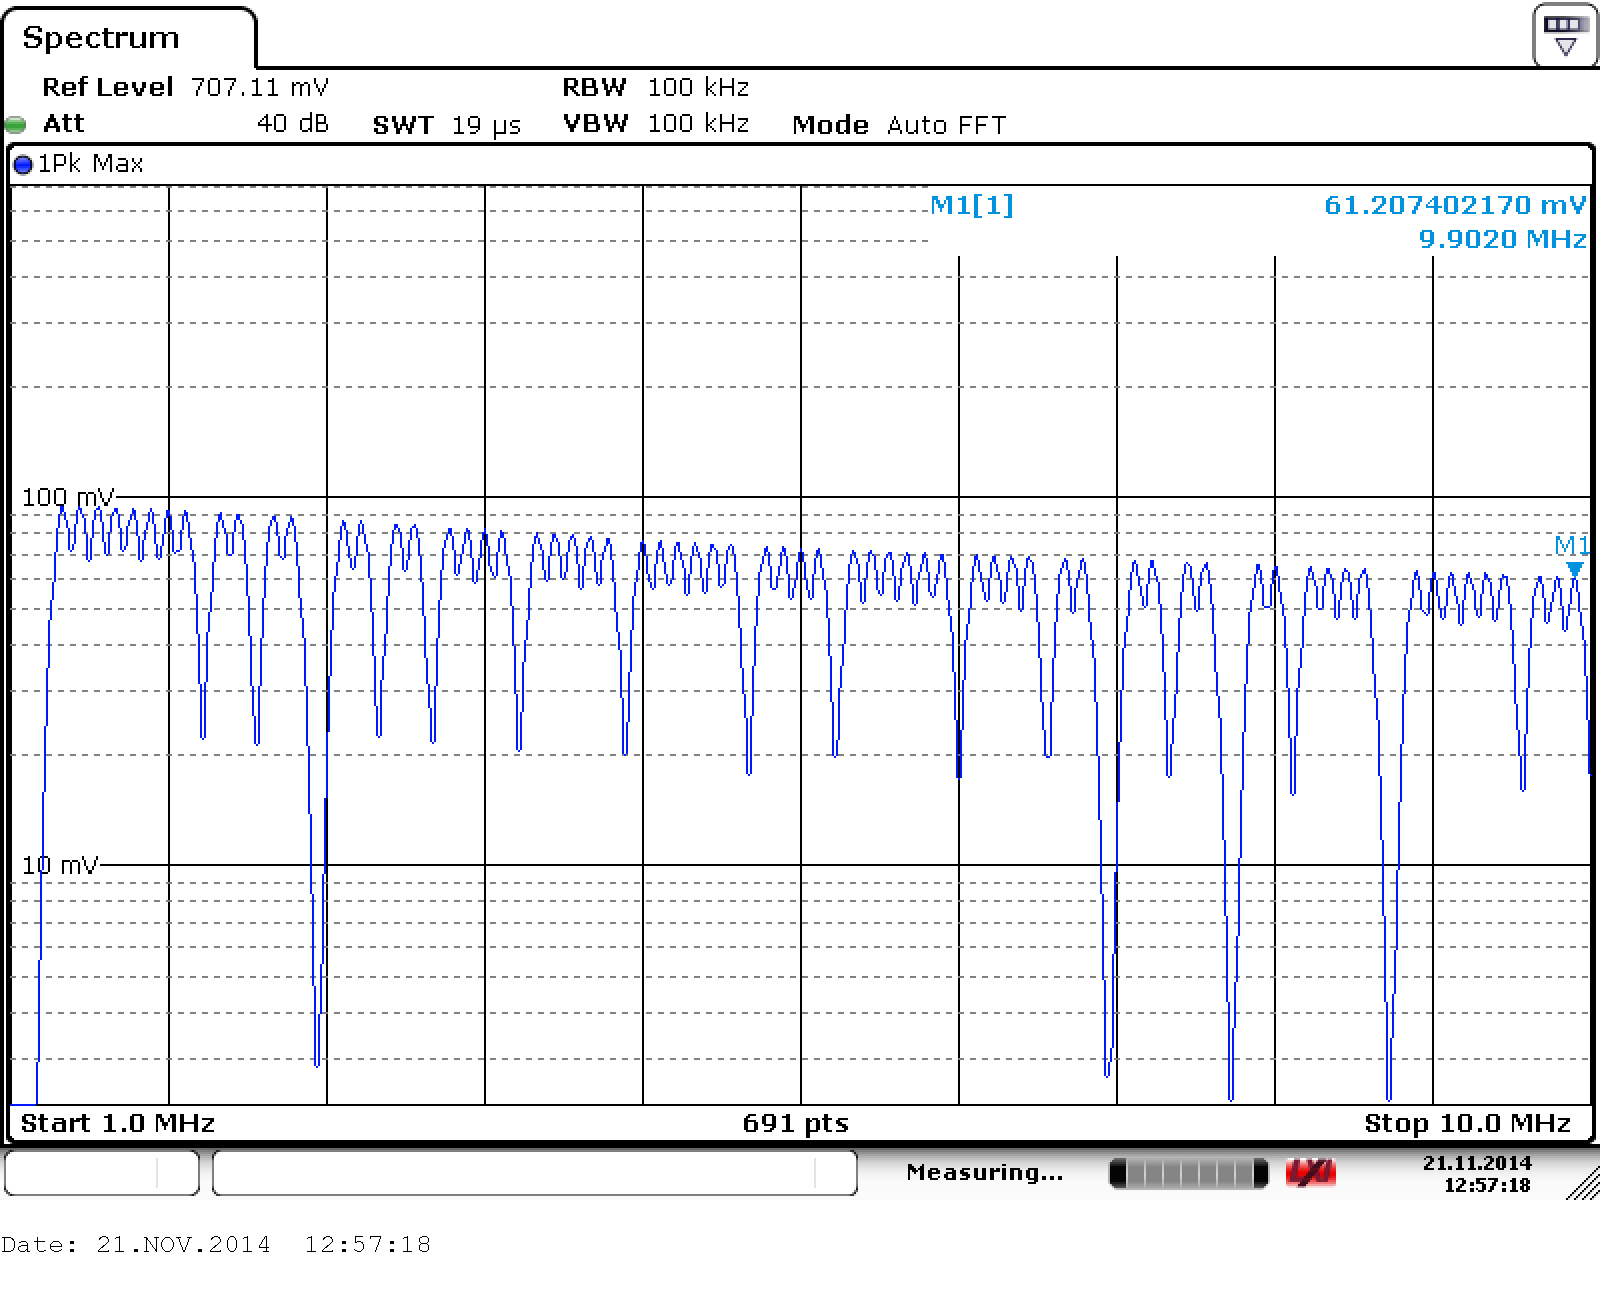 Spectrum
Ref Level 707.11 mV RBW 100 kHz
Att 40 dB SWT 19 µs VBW 100 kHz Mode Auto FFT
1Pk Max
M1[1] 61.207402170 mV
9.9020 MHz
100 mV
M1
10 mV
Start 1.0 MHz 691 pts Stop 10.0 MHz
Measuring... LXI 21.11.2014
12:57:18
Date: 21.NOV.2014 12:57:18